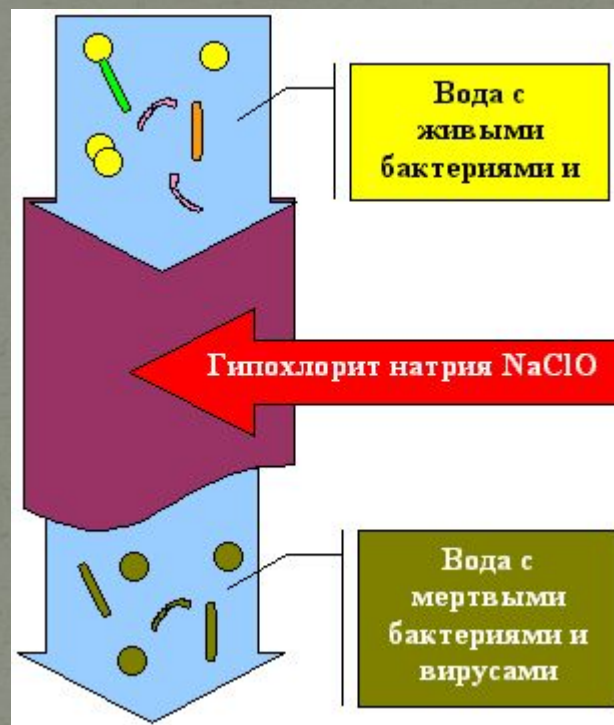 Вода с
живыми
бактериями и
Гипохлорит натрия NaClO
Вода с
мертвыми
бактериями и
вирусами